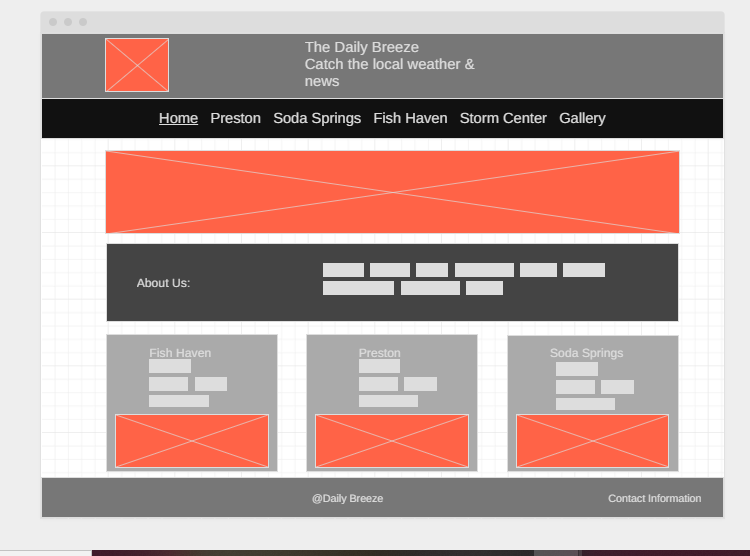 The Daily Breeze
Catch the local weather &
news
Home Preston Soda Springs Fish Haven Storm Center Gallery
About Us:
Fish Haven
Preston
Soda Springs
@Daily Breeze
Contact Information